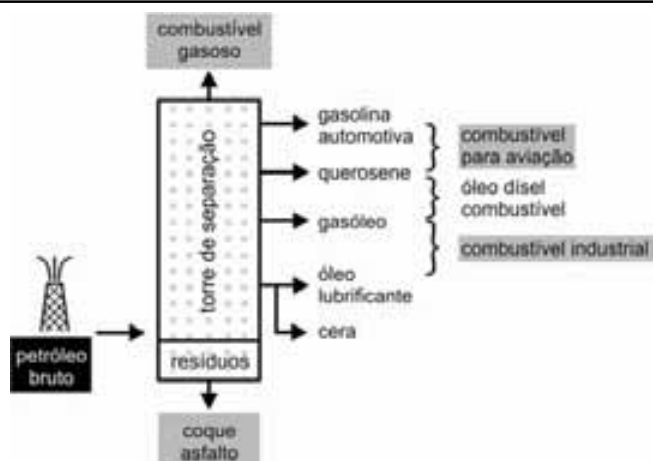 combustível
gasoso
torre de separação
gasolina
automotiva
combustível
para aviação
querosene
óleo dísel
combustível
gasóleo
combustível industrial
óleo
lubrificante
cera
petróleo
bruto
resíduos
coque
asfalto